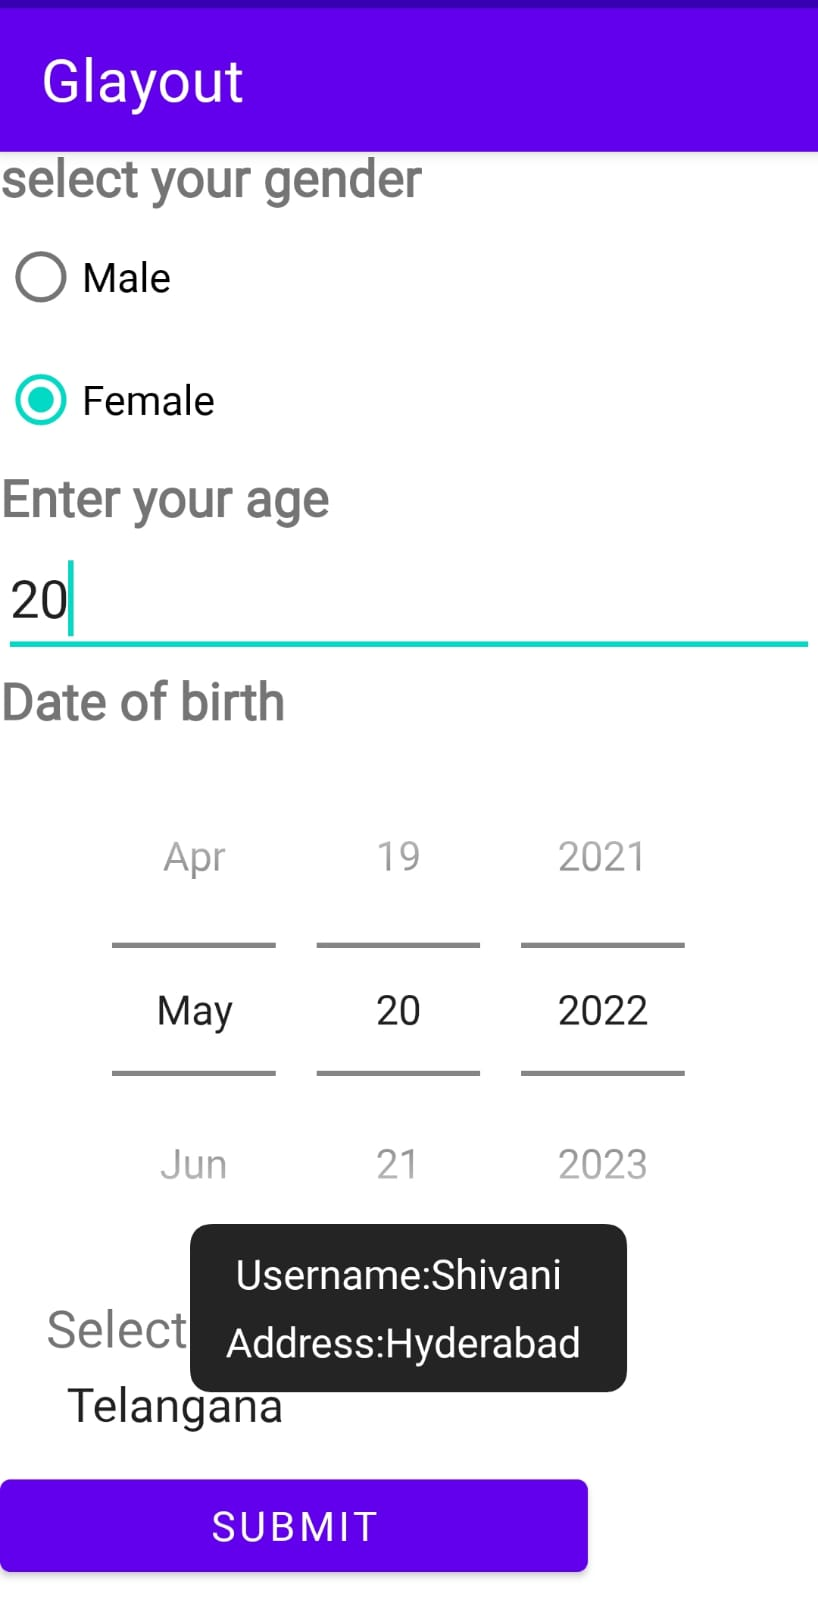 Glayout
select your gender
Male
Female
Enter your age
20
Date of birth
Apr 19 2021
May 20 2022
Jun 21 2023
Username:Shivani
Select
Address:Hyderabad
Telangana
SUBMIT